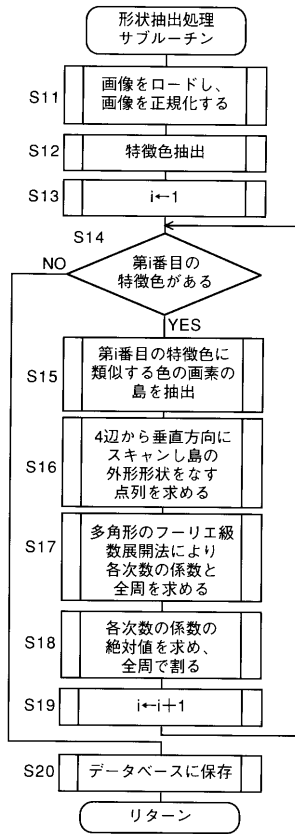 形状抽出処理
サブルーチン
S11
画像をロードし、
画像を正規化する
S12
特徴色抽出
S13
i←1
S14
第i番目の
特徴色がある
NO
YES
S15
第i番目の特徴色に
類似する色の画素の
島を抽出
S16
4辺から垂直方向に
スキャンし島の
外形形状をなす
点列を求める
S17
多角形のフーリエ級
数展開法により
各次数の係数と
全周を求める
S18
各次数の係数の
絶対値を求め、
全周で割る
S19
i←i+1
S20
データベースに保存
リターン